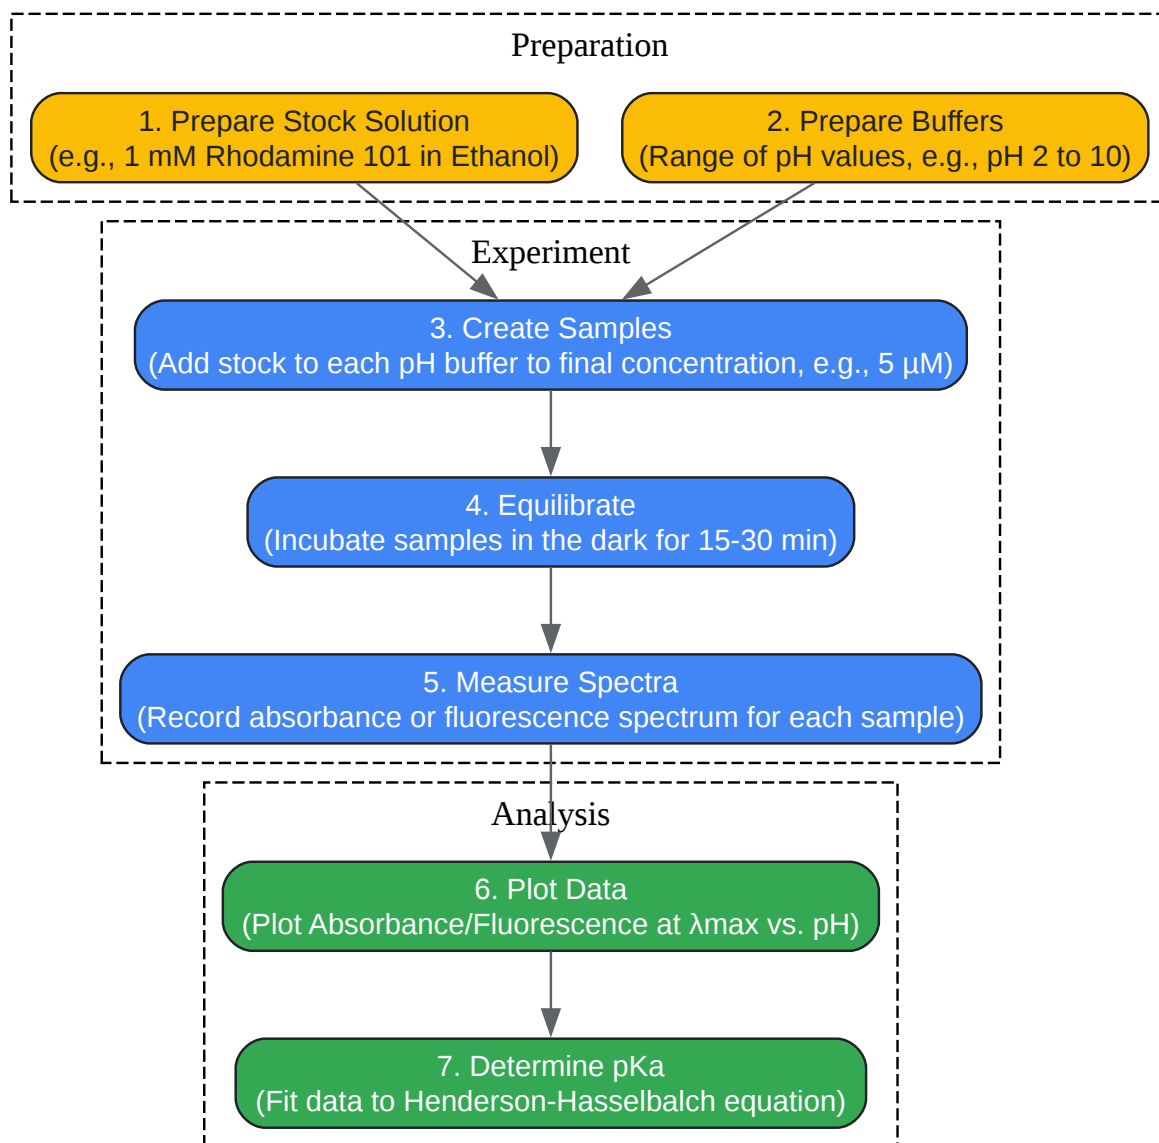 Preparation
1. Prepare Stock Solution
(e.g., 1 mM Rhodamine 101 in Ethanol)
2. Prepare Buffers
(Range of pH values, e.g., pH 2 to 10)
Experiment
3. Create Samples
(Add stock to each pH buffer to final concentration, e.g., 5 µM)
4. Equilibrate
(Incubate samples in the dark for 15-30 min)
5. Measure Spectra
(Record absorbance or fluorescence spectrum for each sample)
Analysis
6. Plot Data
(Plot Absorbance/Fluorescence at λmax vs. pH)
7. Determine pKa
(Fit data to Henderson-Hasselbalch equation)